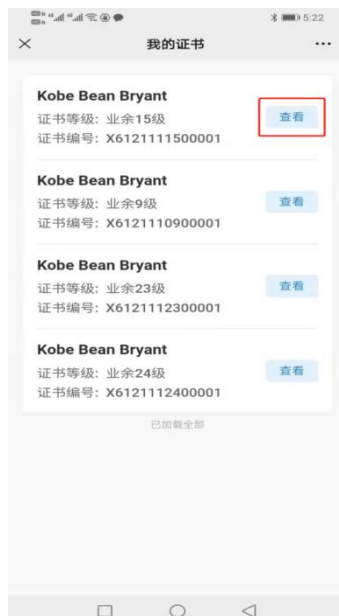 5:22
我的证书
Kobe Bean Bryant
证书等级: 业余15级
查看
证书编号: X6121111500001
Kobe Bean Bryant
证书等级: 业余9级
查看
证书编号: X6121110900001
Kobe Bean Bryant
证书等级: 业余23级
查看
证书编号: X6121112300001
Kobe Bean Bryant
证书等级: 业余24级
查看
证书编号: X6121112400001
已加载全部